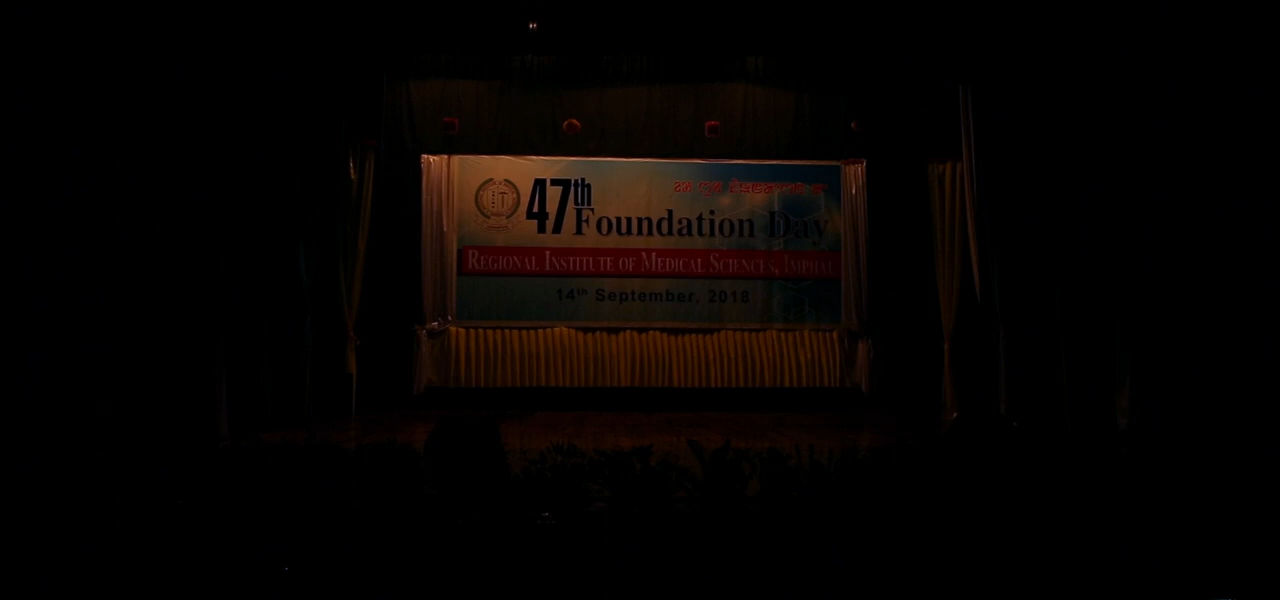 47th
Foundation Day
REGIONAL INSTITUTE OF MEDICAL SCIENCES, IMPHAL
14th September, 2018